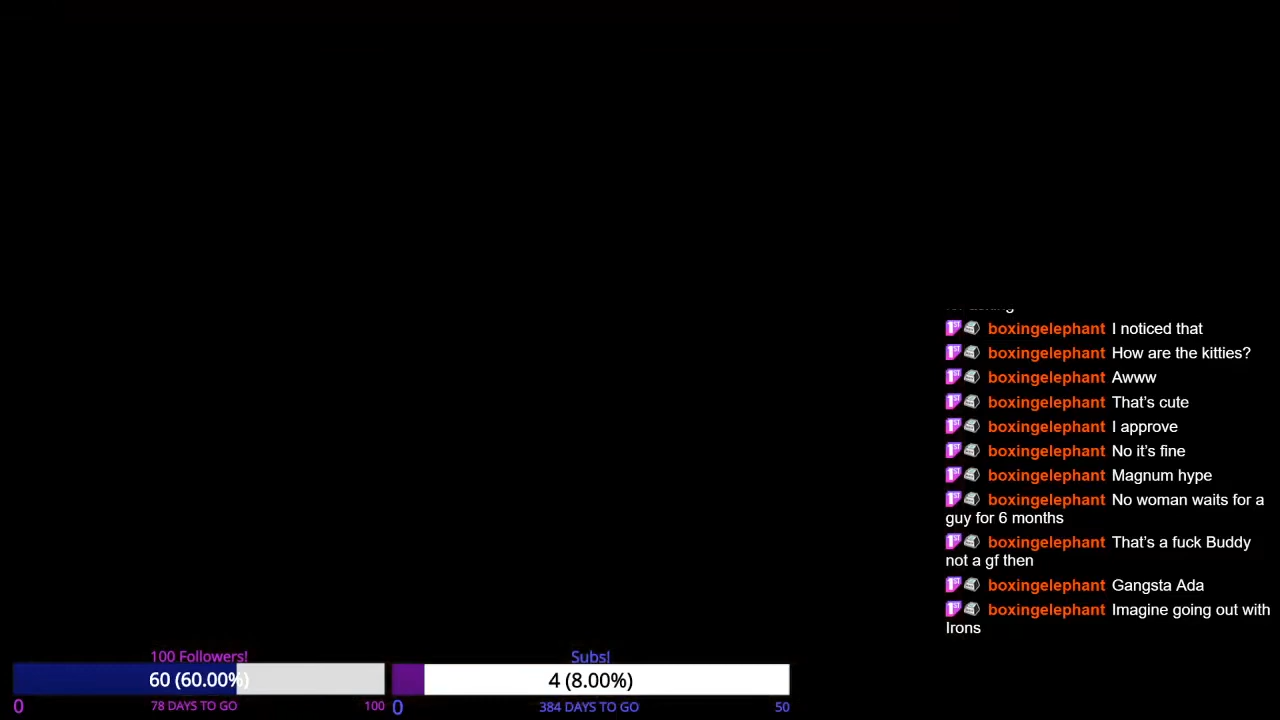 boxingelephant I noticed that
boxingelephant How are the kitties?
boxingelephant Awww
boxingelephant That's cute
boxingelephant I approve
boxingelephant No it's fine
boxingelephant Magnum hype
boxingelephant No woman waits for a
guy for 6 months
boxingelephant That's a fuck Buddy
not a gf then
boxingelephant Gangsta Ada
boxingelephant Imagine going out with
Irons
100 Followers!
60 (60.00%)
0 78 DAYS TO GO 100
Subs!
4 (8.00%)
0 384 DAYS TO GO 50